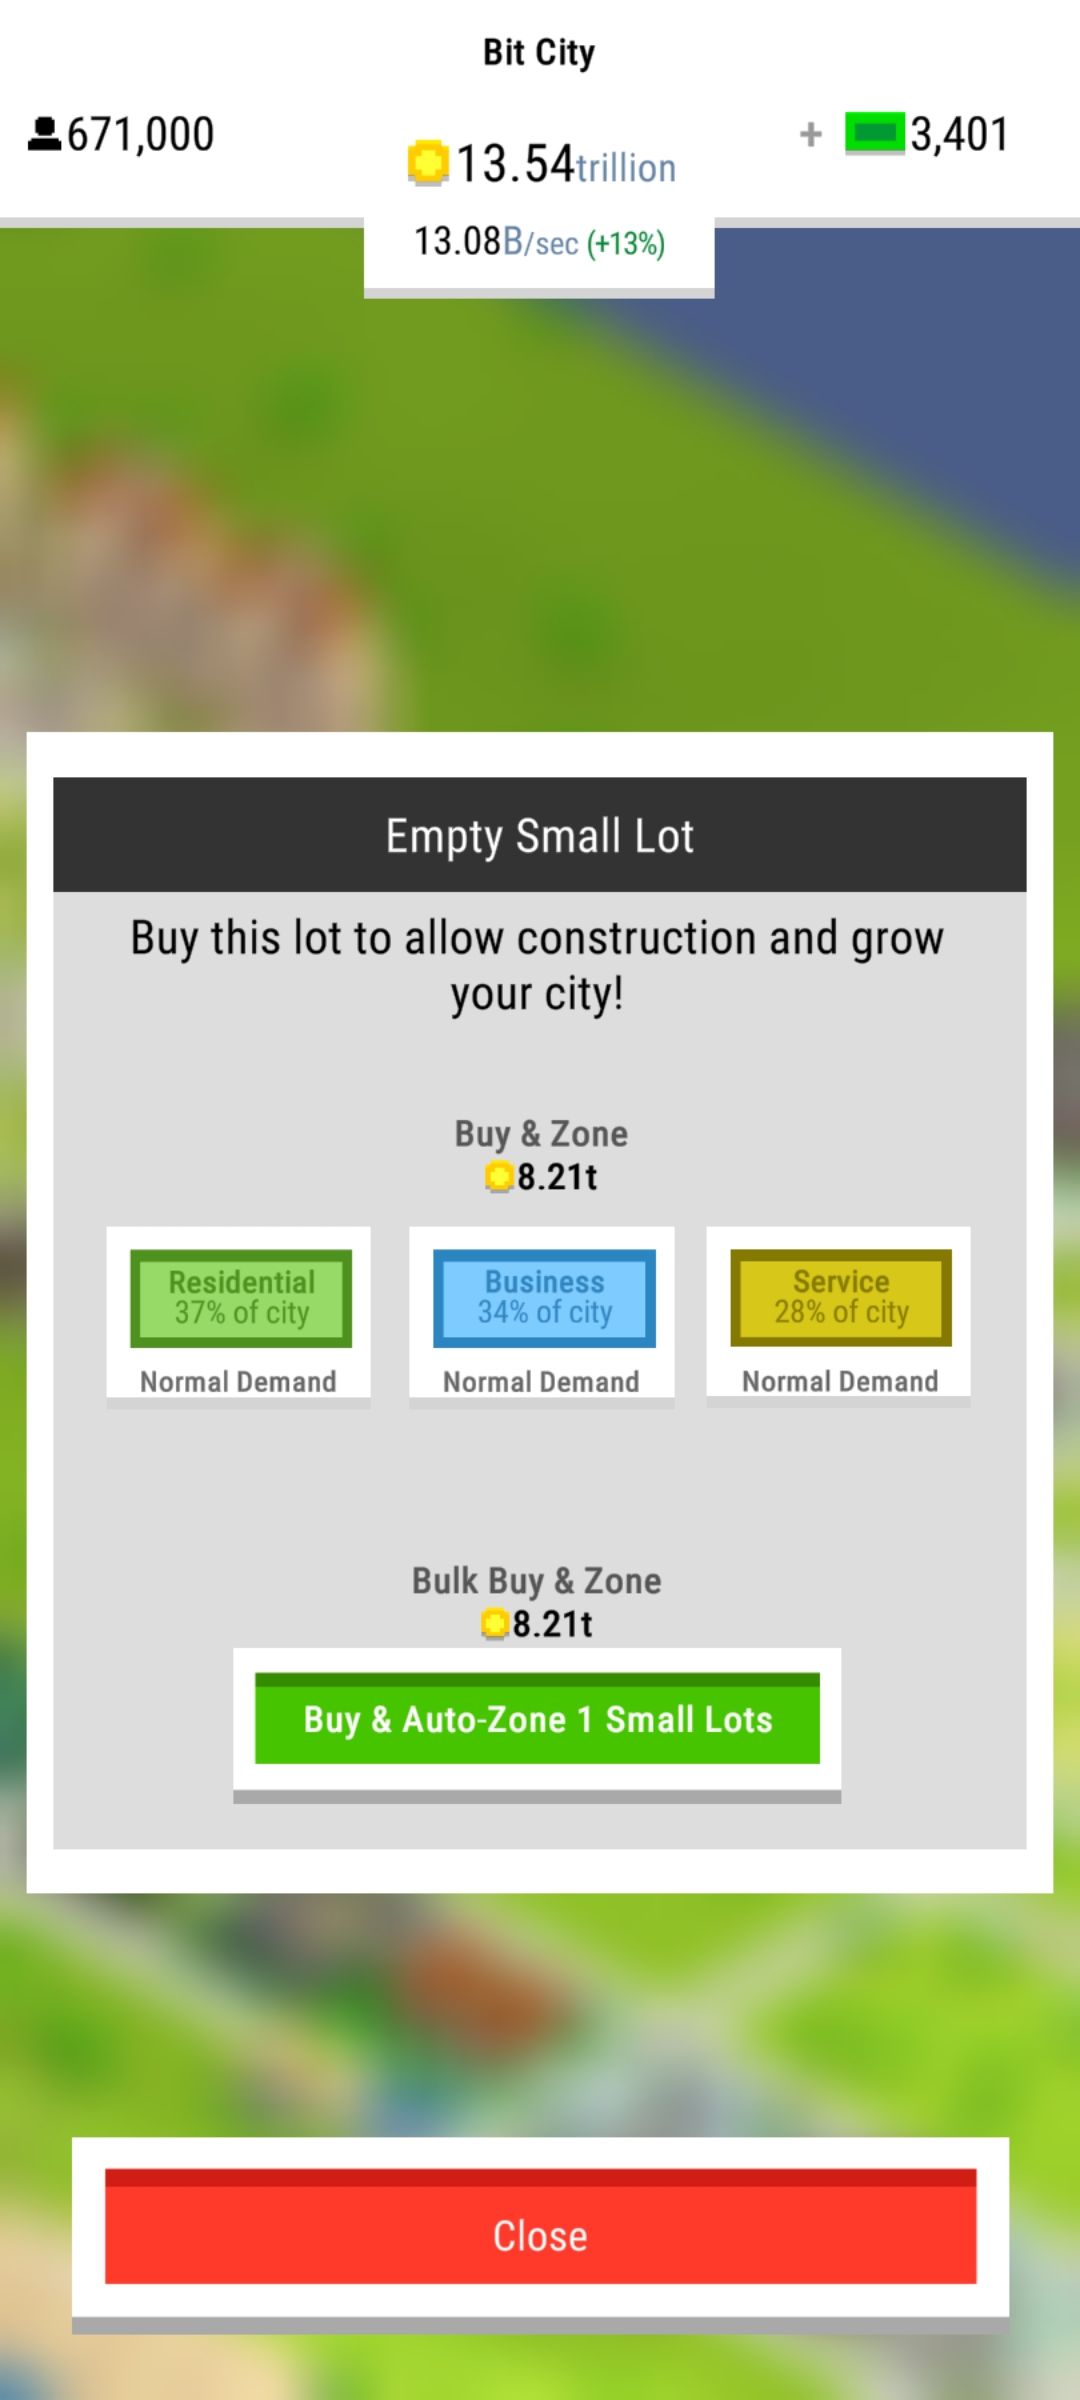 Bit City
671,000
13.54trillion
+ 3,401
13.08B/sec (+13%)
Empty Small Lot
Buy this lot to allow construction and grow
your city!
Buy & Zone
8.21t
Residential
37% of city
Normal Demand
Business
34% of city
Normal Demand
Service
28% of city
Normal Demand
Bulk Buy & Zone
8.21t
Buy & Auto-Zone 1 Small Lots
Close